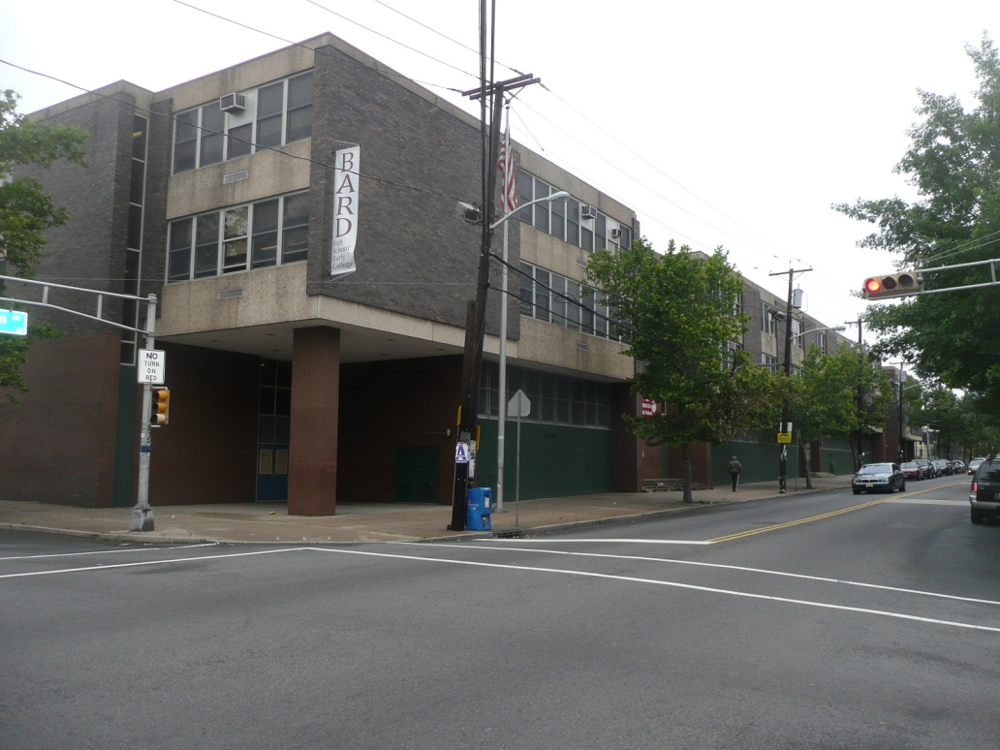 BARD
High
School
Early
College
NO
TURN
ON
RED
A